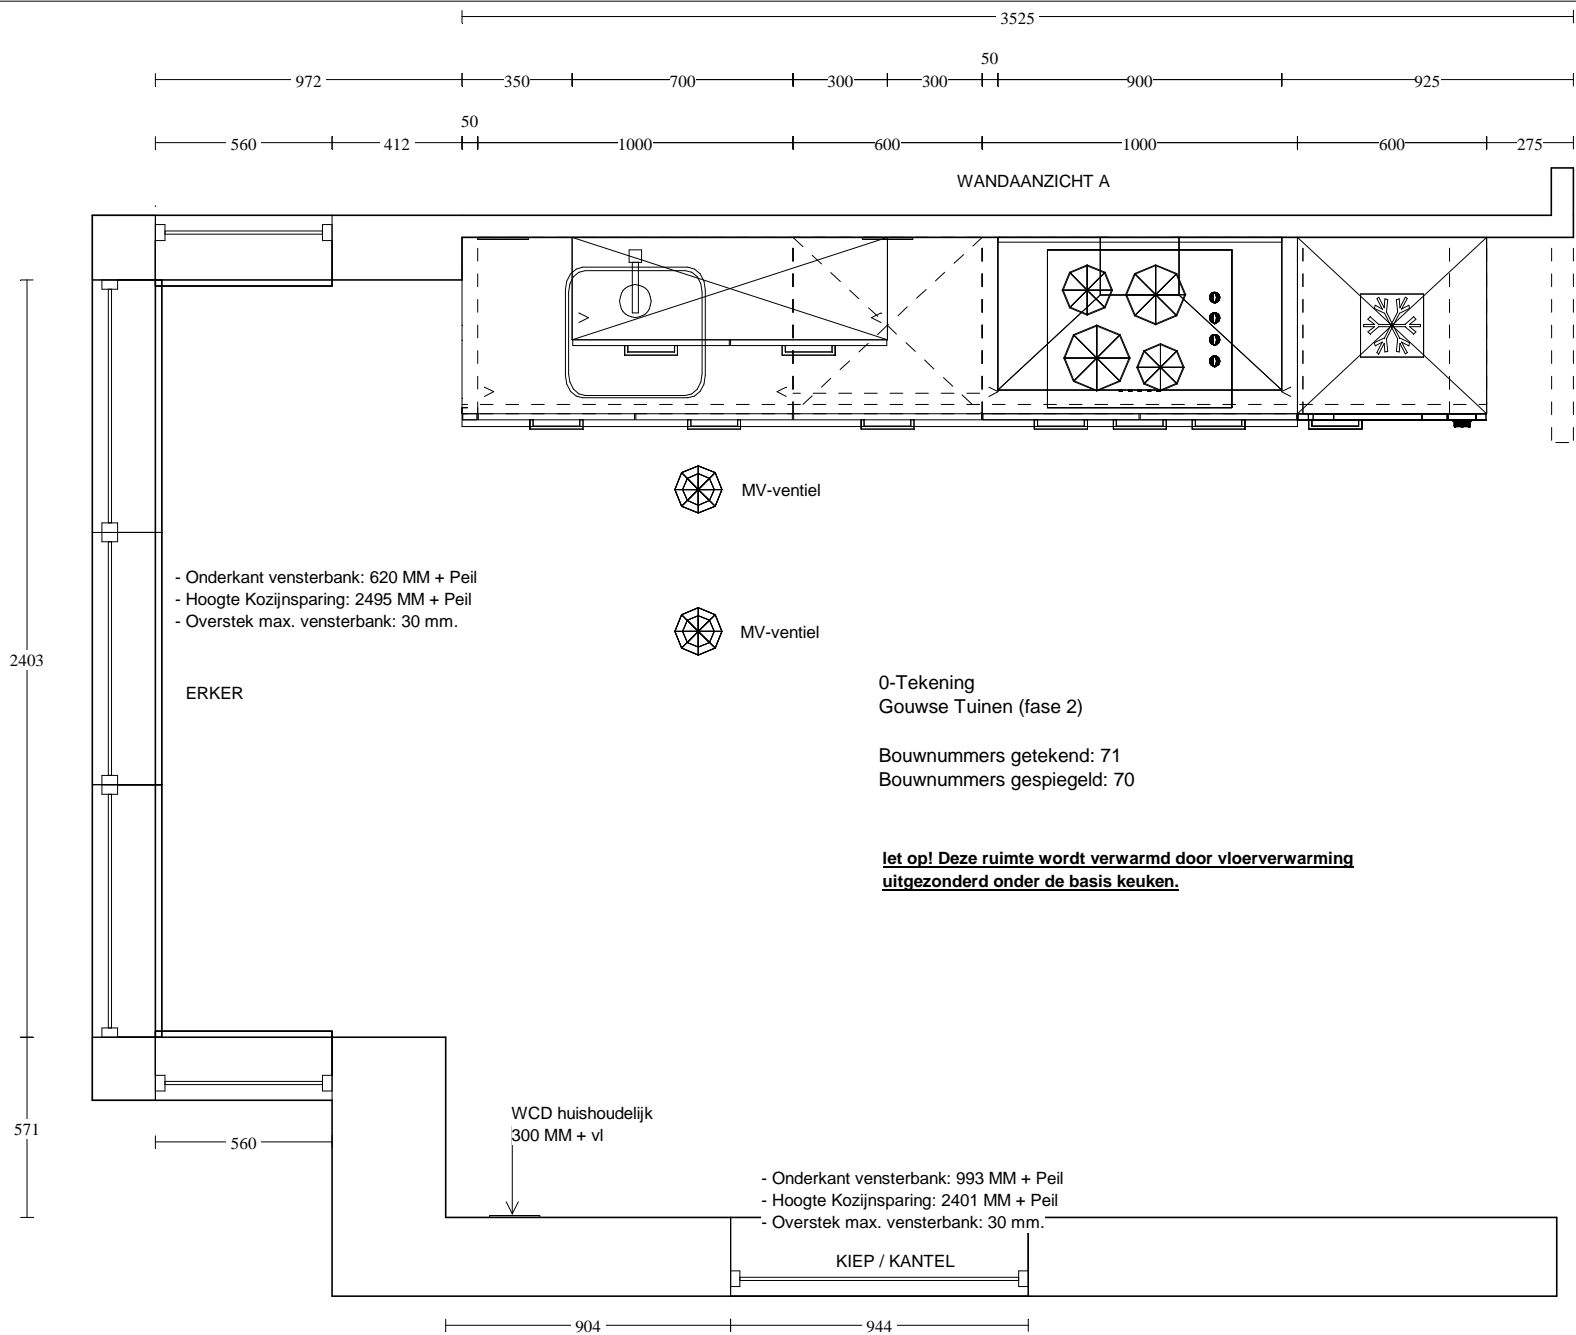 3525
50
972 350 700 300 300 900 925
50
560 412 1000 600 1000 600 275
WANDAANZICHT A
MV-ventiel
- Onderkant vensterbank: 620 MM + Peil
- Hoogte Kozijnsparing: 2495 MM + Peil
- Overstek max. vensterbank: 30 mm.
MV-ventiel
2403
ERKER
0-Tekening
Gouwse Tuinen (fase 2)
Bouwnummers getekend: 71
Bouwnummers gespiegeld: 70
let op! Deze ruimte wordt verwarmd door vloerverwarming
uitgezonderd onder de basis keuken.
571
560
WCD huishoudelijk
300 MM + vl
- Onderkant vensterbank: 993 MM + Peil
- Hoogte Kozijnsparing: 2401 MM + Peil
- Overstek max. vensterbank: 30 mm.
KIEP / KANTEL
904 944